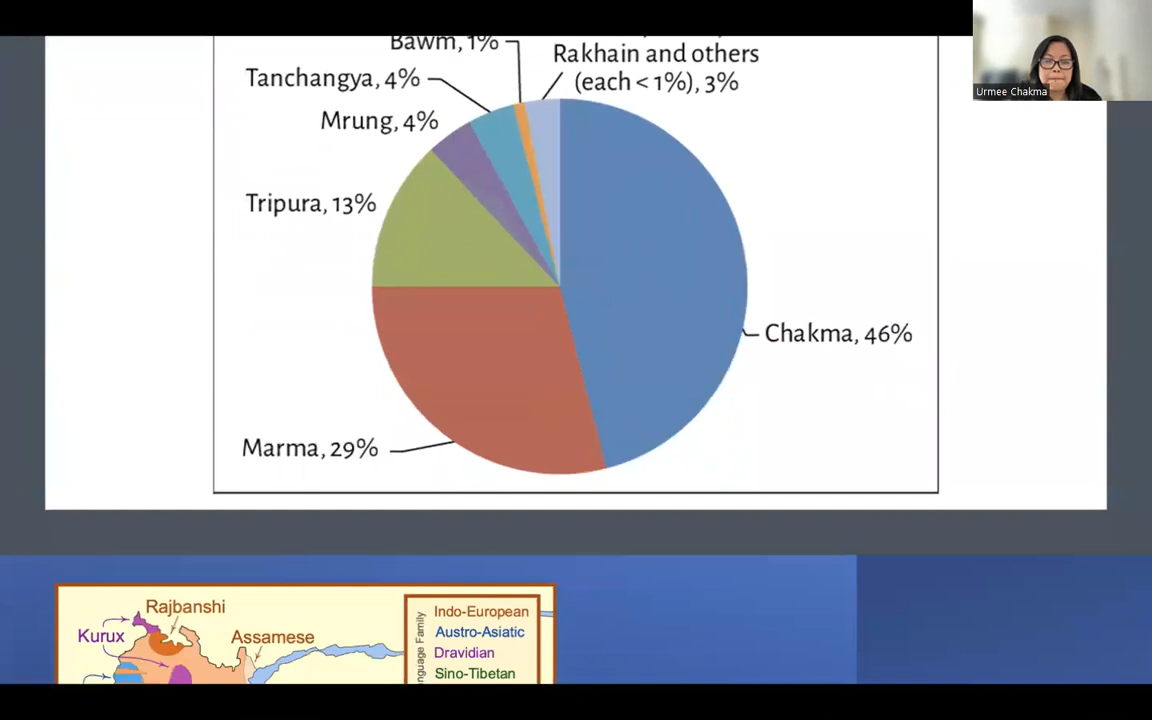 Bawm, 1%
Rakhain and others
(each < 1%), 3%
Tanchangya, 4%
Mrung, 4%
Tripura, 13%
Chakma, 46%
Marma, 29%
Urmee Chakma
Rajbanshi
Kurux
Assamese
Indo-European
Austro-Asiatic
Dravidian
Sino-Tibetan
Family